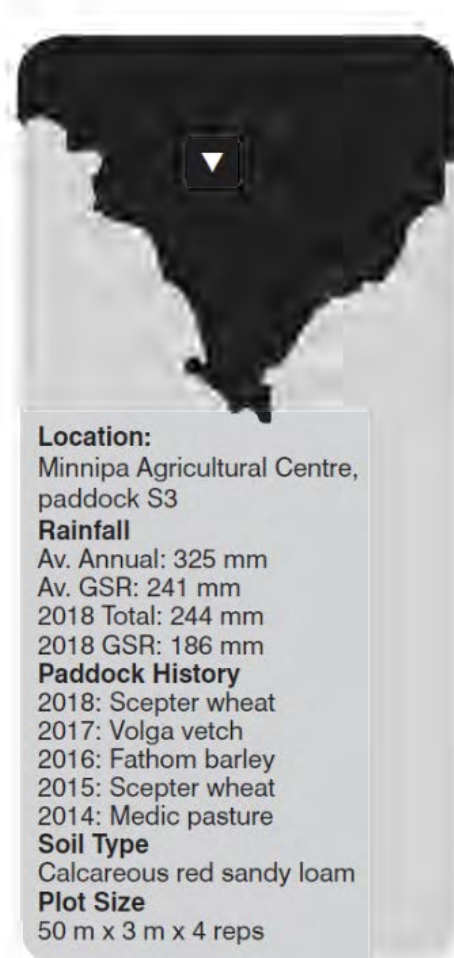 Location:
Minnipa Agricultural Centre,
paddock S3
Rainfall
Av. Annual: 325 mm
Av. GSR: 241 mm
2018 Total: 244 mm
2018 GSR: 186 mm
Paddock History
2018: Scepter wheat
2017: Volga vetch
2016: Fathom barley
2015: Scepter wheat
2014: Medic pasture
Soil Type
Calcareous red sandy loam
Plot Size
50 m x 3 m x 4 reps